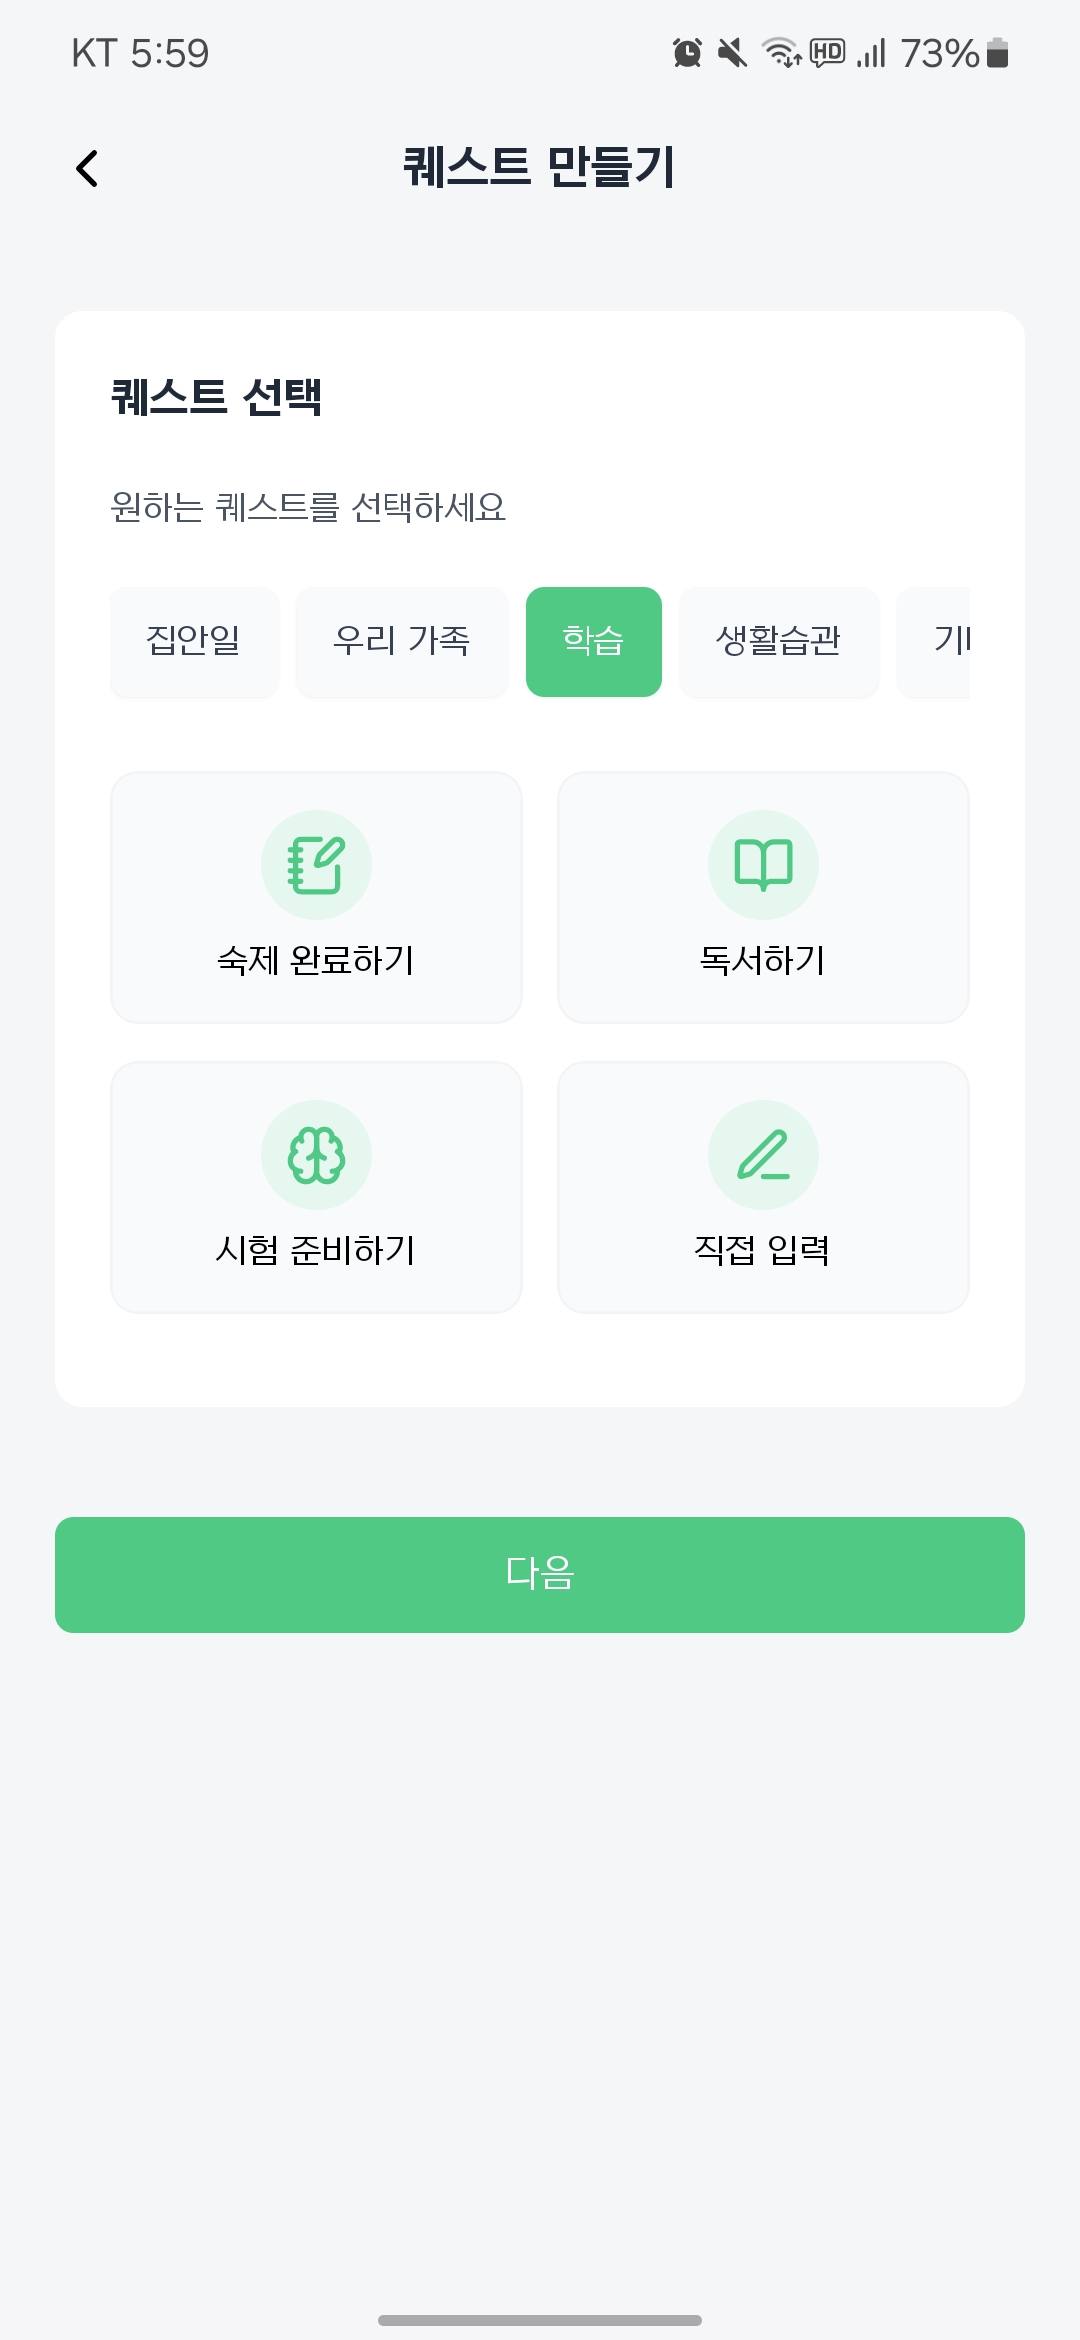 KT 5:59 HD 73%
퀘스트 만들기
퀘스트 선택
원하는 퀘스트를 선택하세요
집안일 우리 가족 학습 생활습관
숙제 완료하기 독서하기
시험 준비하기 직접 입력
다음